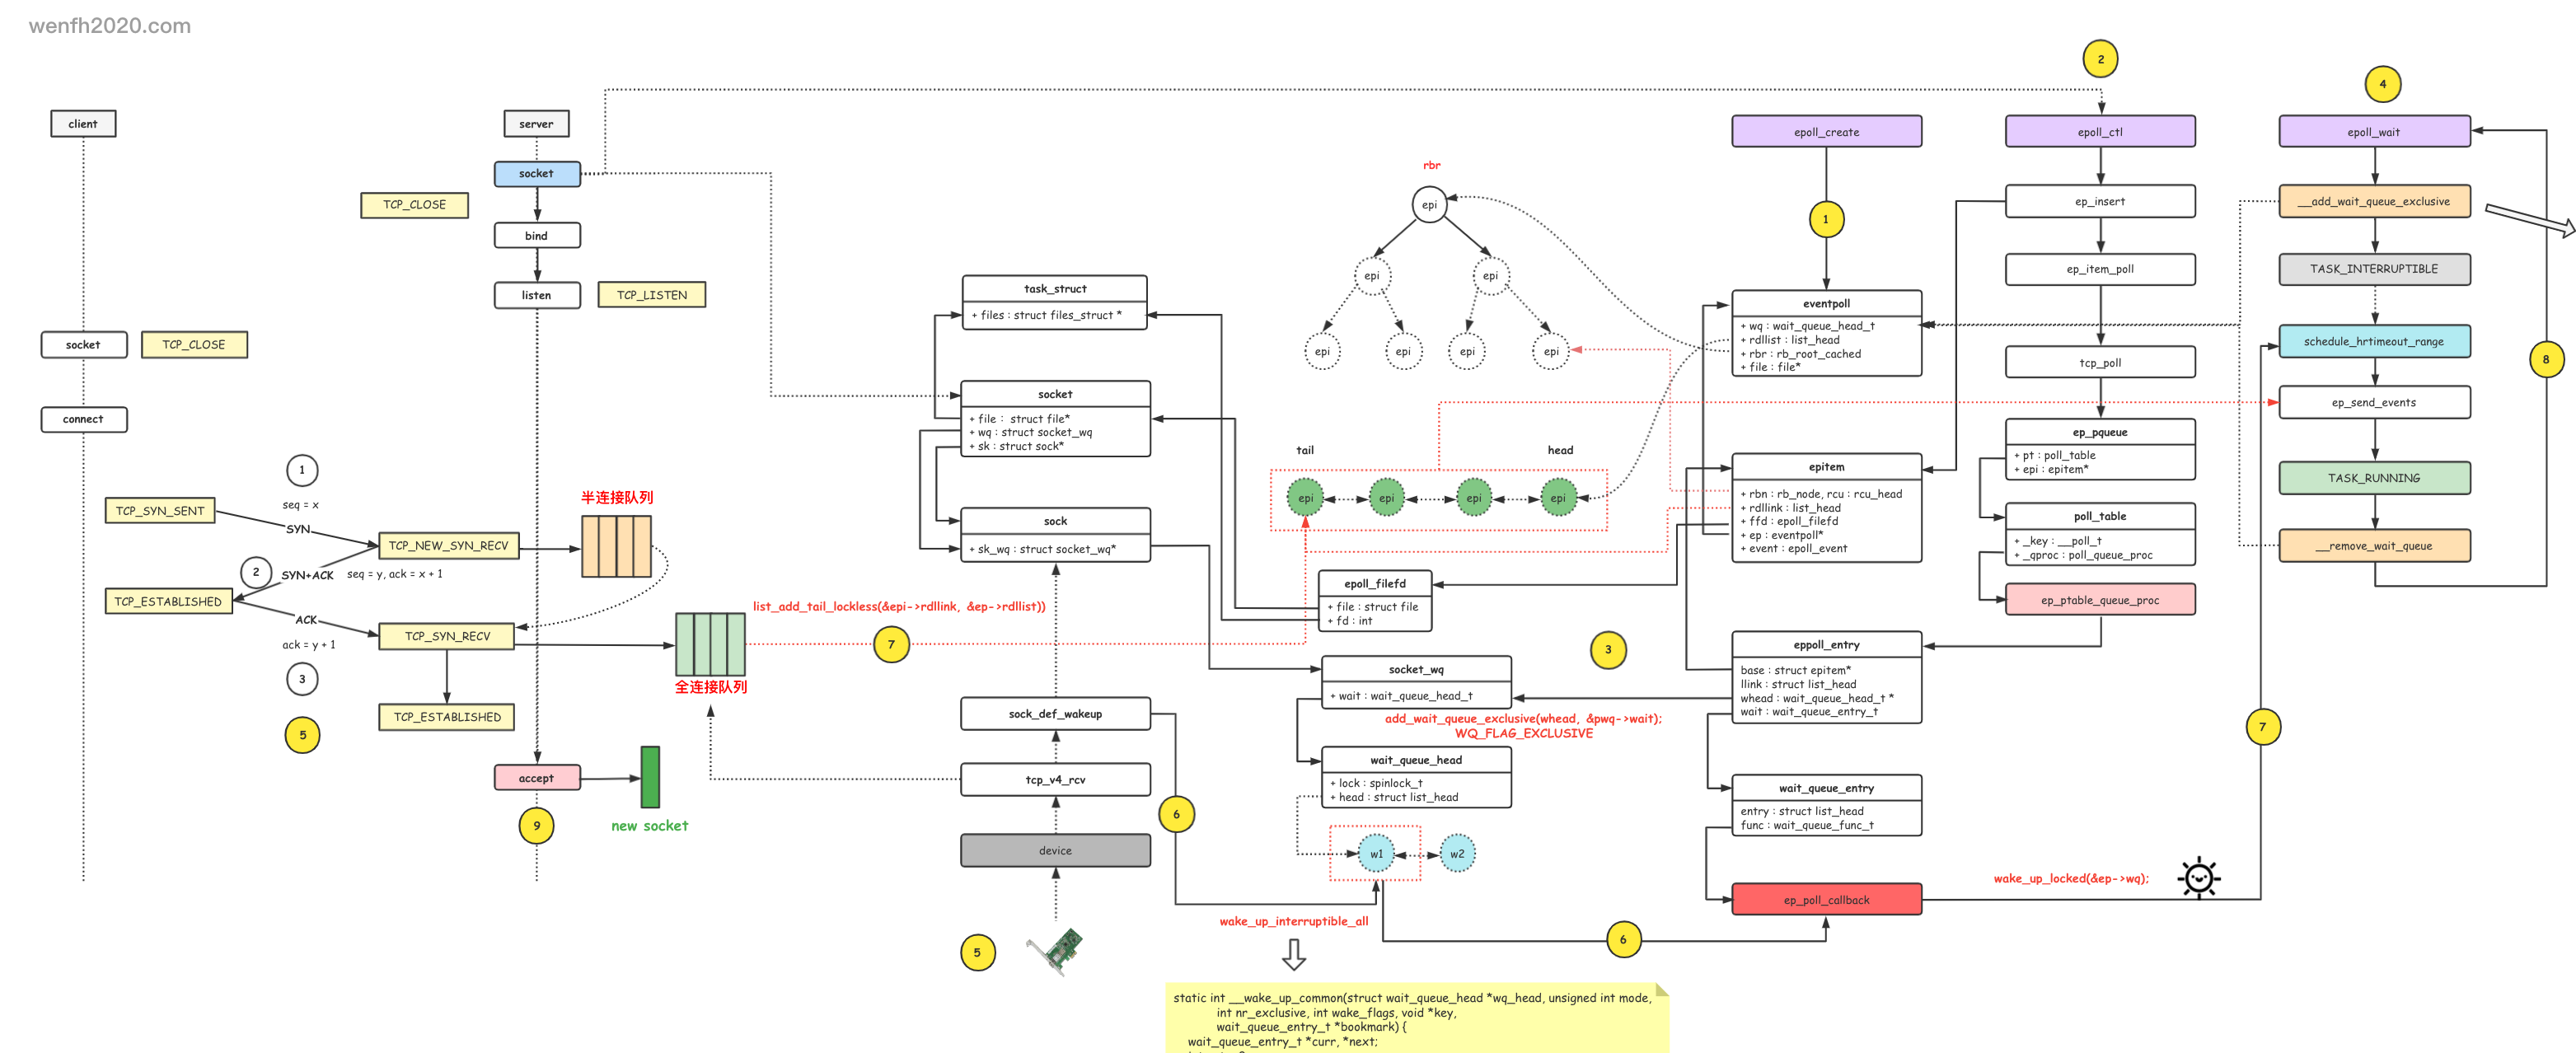 wenfh2020.com
client
socket
TCP_CLOSE
connect
1
seq = x
TCP_SYN_SENT
SYN
TCP_NEW_SYN_RECV
2
SYN+ACK
seq = y, ack = x + 1
TCP_ESTABLISHED
ACK
TCP_SYN_RECV
ack = y + 1
3
TCP_ESTABLISHED
5
server
socket
TCP_CLOSE
bind
listen
TCP_LISTEN
半连接队列
全连接队列
accept
9
new socket
list_add_tail_lockless(&epi->rdllink, &ep->rdllist))
7
task_struct
+ files : struct files_struct *
socket
+ file : struct file*
+ wq : struct socket_wq
+ sk : struct sock*
sock
+ sk_wq : struct socket_wq*
sock_def_wakeup
tcp_v4_rcv
device
5
6
rbr
epi
epi
epi
epi
epi
epi
epi
tail
head
epi
epi
epi
epi
epoll_filefd
+ file : struct file
+ fd : int
3
socket_wq
+ wait : wait_queue_head_t
add_wait_queue_exclusive(whead, &pwq->wait);
WQ_FLAG_EXCLUSIVE
wait_queue_head
+ lock : spinlock_t
+ head : struct list_head
w1
w2
wake_up_interruptible_all
6
static int __wake_up_common(struct wait_queue_head *wq_head, unsigned int mode,
int nr_exclusive, int wake_flags, void *key,
wait_queue_entry_t *bookmark) {
wait_queue_entry_t *curr, *next;
epoll_create
1
eventpoll
+ wq : wait_queue_head_t
+ rdllist : list_head
+ rbr : rb_root_cached
+ file : file*
epitem
+ rbn : rb_node, rcu : rcu_head
+ rdllink : list_head
+ ffd : epoll_filefd
+ ep : eventpoll*
+ event : epoll_event
eppoll_entry
base : struct epitem*
llink : struct list_head
whead : wait_queue_head_t *
wait : wait_queue_entry_t
wait_queue_entry
entry : struct list_head
func : wait_queue_func_t
ep_poll_callback
wake_up_locked(&ep->wq);
2
epoll_ctl
ep_insert
ep_item_poll
tcp_poll
ep_pqueue
+ pt : poll_table
+ epi : epitem*
poll_table
+ _key : __poll_t
+ _qproc : poll_queue_proc
ep_ptable_queue_proc
4
epoll_wait
__add_wait_queue_exclusive
TASK_INTERRUPTIBLE
schedule_hrtimeout_range
ep_send_events
TASK_RUNNING
__remove_wait_queue
7
8